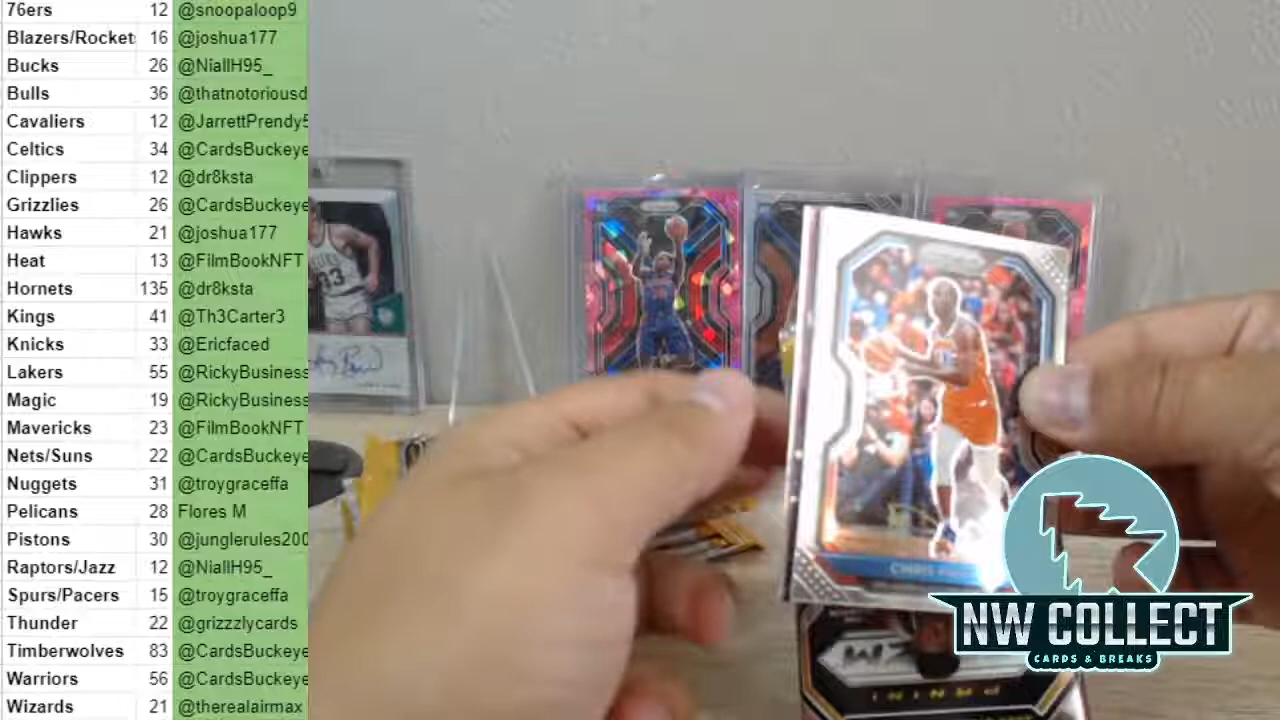 76ers 12 @snoopaloop9
Blazers/Rocket 16 @joshua177
Bucks 26 @NiallH95_
Bulls 36 @thatnotoriousd
Cavaliers 12 @JarrettPrendy5
Celtics 34 @CardsBuckeye
Clippers 12 @dr8ksta
Grizzlies 26 @CardsBuckeye
Hawks 21 @joshua177
Heat 13 @FilmBookNFT
Hornets 135 @dr8ksta
Kings 41 @Th3Carter3
Knicks 33 @Ericfaced
Lakers 55 @RickyBusiness
Magic 19 @RickyBusiness
Mavericks 23 @FilmBookNFT
Nets/Suns 22 @CardsBuckeye
Nuggets 31 @troygraceffa
Pelicans 28 Flores M
Pistons 30 @junglerules200
Raptors/Jazz 12 @NiallH95_
Spurs/Pacers 15 @troygraceffa
Thunder 22 @grizzzlycards
Timberwolves 83 @CardsBuckeye
Warriors 56 @CardsBuckeye
Wizards 21 @therealairmax
33
CHRIS
PANINI
NW COLLECT
CARDS & BREAKS